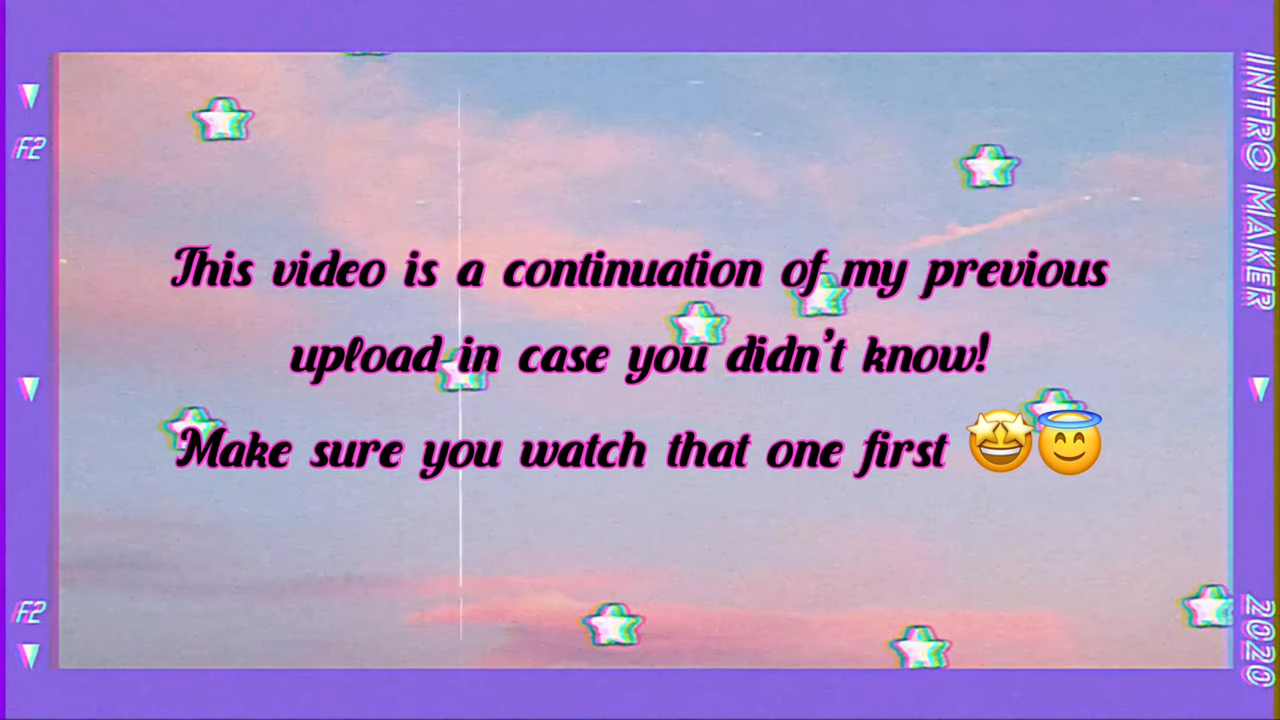 This video is a continuation of my previous
upload in case you didn't know!
Make sure you watch that one first 🤩😇
F2
F2
INTRO MAKER
2020